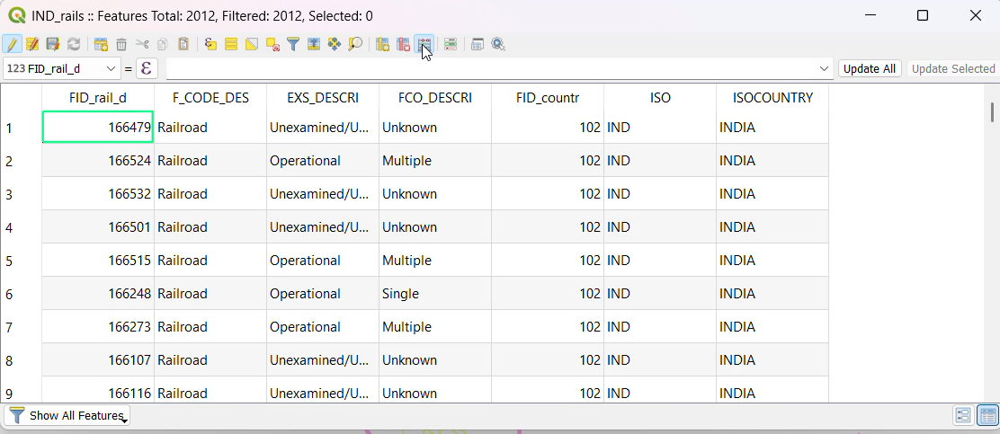 IND_rails :: Features Total: 2012, Filtered: 2012, Selected: 0
123 FID_rail_d = ε Update All Update Selected
FID_rail_d F_CODE_DES EXS_DESCRI FCO_DESCRI FID_countr ISO ISOCOUNTRY
1 166479 Railroad Unexamined/U... Unknown 102 IND INDIA
2 166524 Railroad Operational Multiple 102 IND INDIA
3 166532 Railroad Unexamined/U... Unknown 102 IND INDIA
4 166501 Railroad Unexamined/U... Unknown 102 IND INDIA
5 166515 Railroad Operational Multiple 102 IND INDIA
6 166248 Railroad Operational Single 102 IND INDIA
7 166273 Railroad Operational Multiple 102 IND INDIA
8 166107 Railroad Unexamined/U... Unknown 102 IND INDIA
9 166116 Railroad Unexamined/U... Unknown 102 IND INDIA
Show All Features